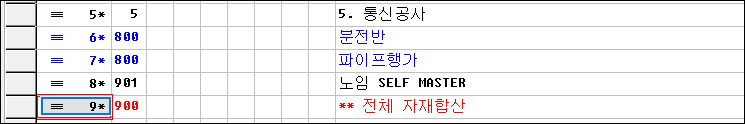 ≡ 5* 5 5. 통신공사
≡ 6* 800 분전반
≡ 7* 800 파이프행가
≡ 8* 901 노임 SELF MASTER
≡ 9* 900 ** 전체 자재합산